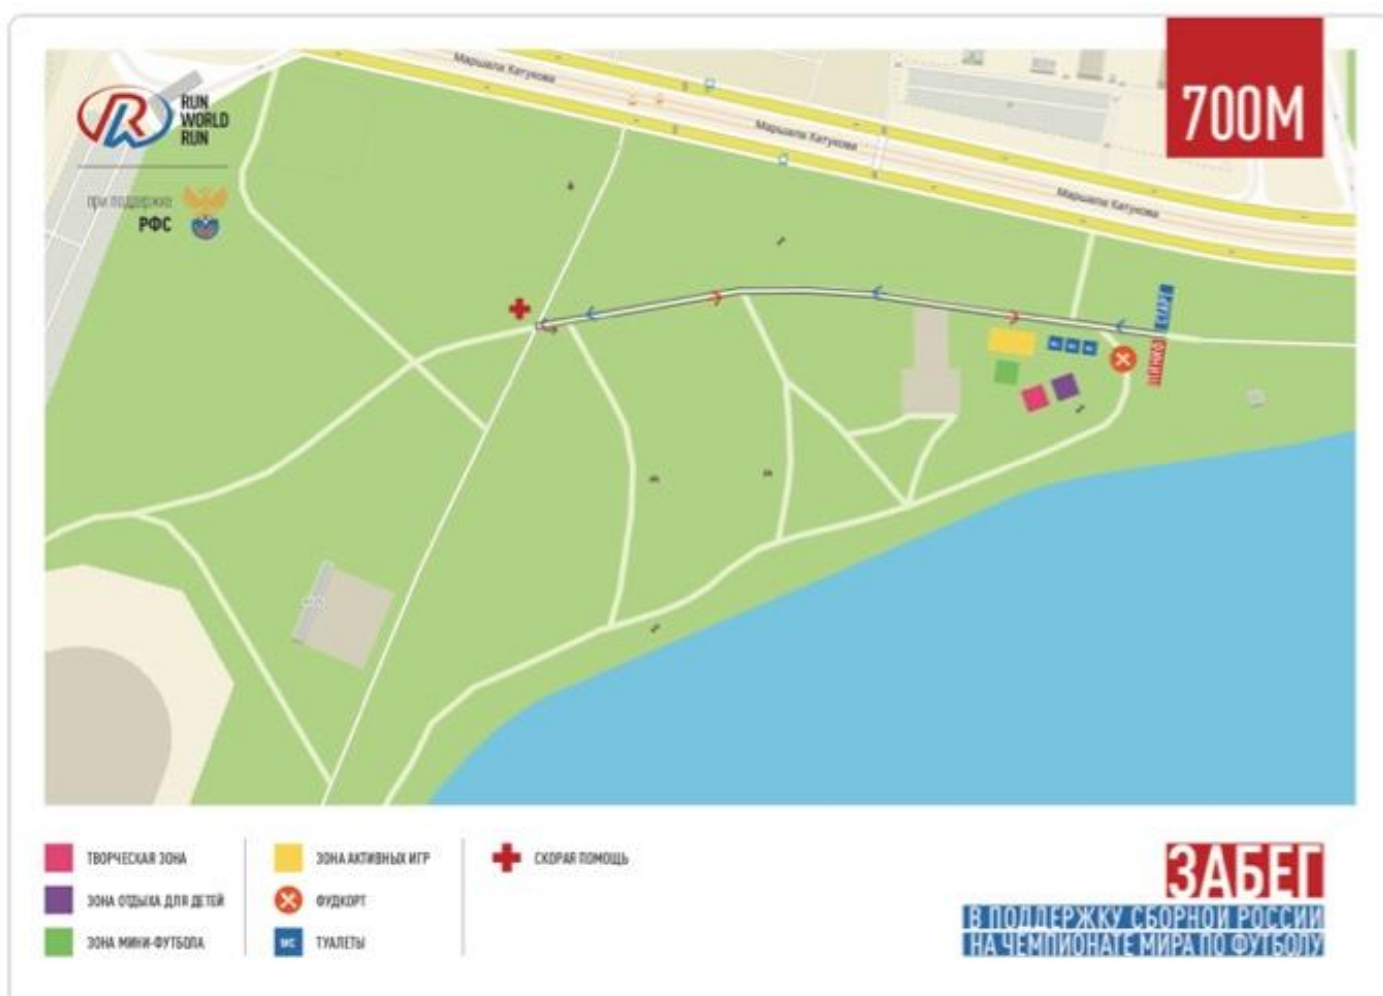 RUN
WORLD
RUN
при поддержке
РФС
700М
Маршала Катукова
Маршала Катукова
Маршала Катукова
СТАРТ
ФИНИШ
ТВОРЧЕСКАЯ ЗОНА
ЗОНА ОТДЫХА ДЛЯ ДЕТЕЙ
ЗОНА МИНИ-ФУТБОЛА
ЗОНА АКТИВНЫХ ИГР
ФУДКОРТ
WC ТУАЛЕТЫ
СКОРАЯ ПОМОЩЬ
ЗАБЕГ
В ПОДДЕРЖКУ СБОРНОЙ РОССИИ
НА ЧЕМПИОНАТЕ МИРА ПО ФУТБОЛУ